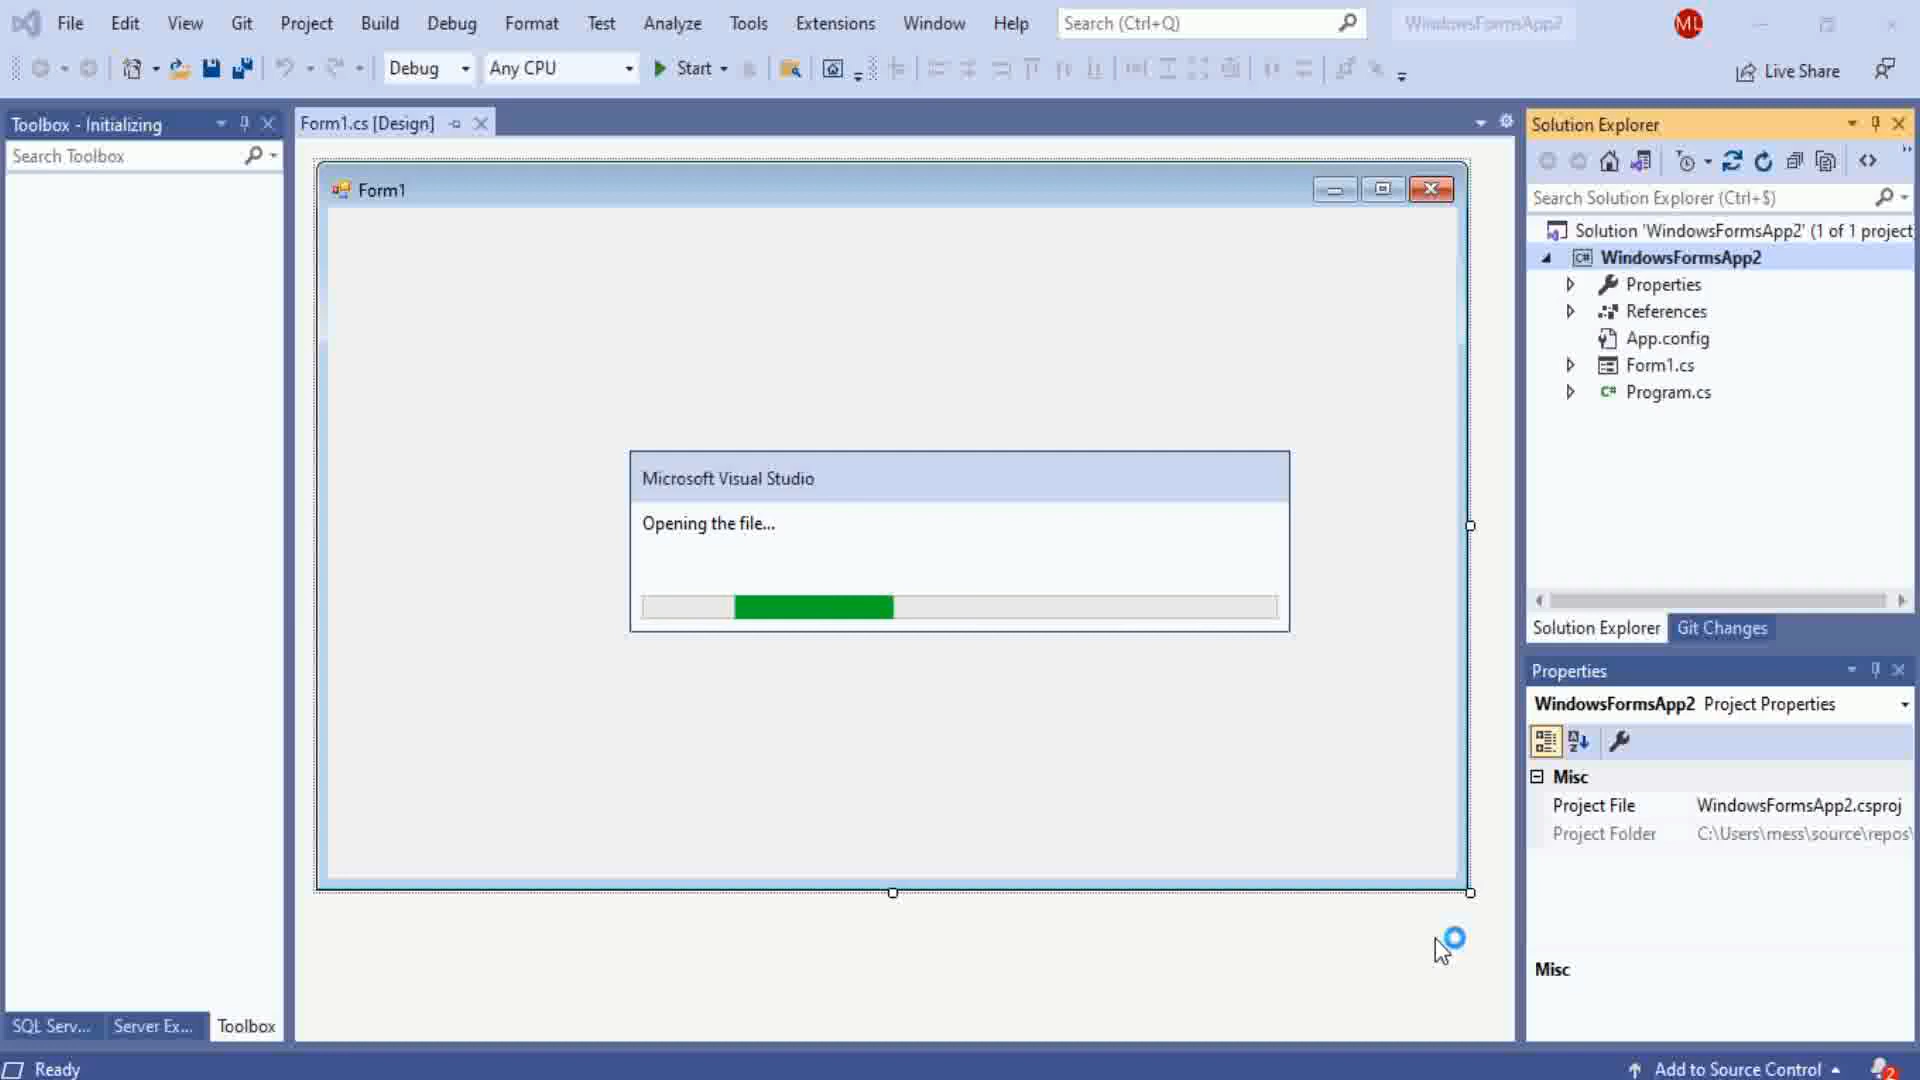 File Edit View Git Project Build Debug Format Test Analyze Tools Extensions Window Help Search (Ctrl+Q) WindowsFormsApp2 ML
Debug Any CPU Start Live Share
Toolbox - Initializing
Search Toolbox
Form1.cs [Design]
Form1
Microsoft Visual Studio
Opening the file...
Solution Explorer
Search Solution Explorer (Ctrl+$)
Solution 'WindowsFormsApp2' (1 of 1 project
C# WindowsFormsApp2
Properties
References
App.config
Form1.cs
C# Program.cs
Solution Explorer Git Changes
Properties
WindowsFormsApp2 Project Properties
Misc
Project File WindowsFormsApp2.csproj
Project Folder C:\Users\mess\source\repos\
Misc
SQL Serv... Server Ex... Toolbox
Ready Add to Source Control 2